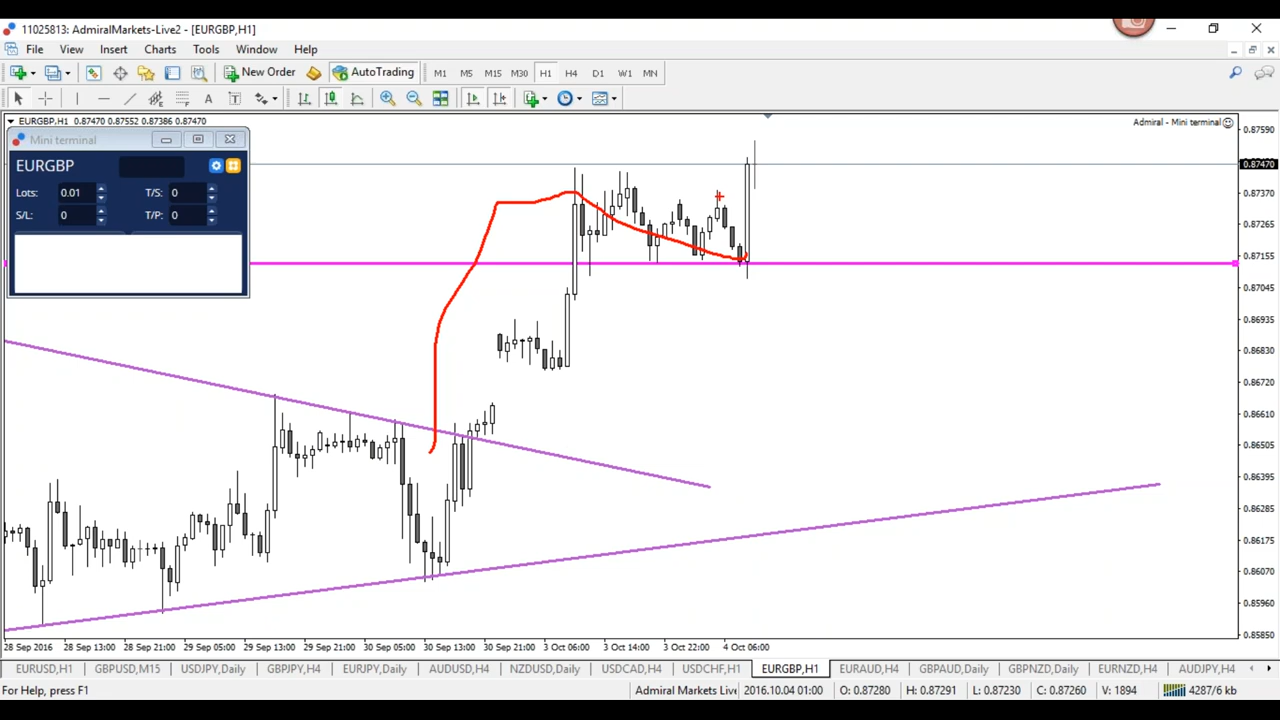 11025813: AdmiralMarkets-Live2 - [EURGBP,H1]
File View Insert Charts Tools Window Help
New Order AutoTrading M1 M5 M15 M30 H1 H4 D1 W1 MN
A T
EURGBP,H1 0.87470 0.87552 0.87386 0.87470
Admiral - Mini terminal
Mini terminal
EURGBP
Lots: 0.01 T/S: 0
S/L: 0 T/P: 0
0.87590
0.87470
0.87370
0.87265
0.87155
0.87045
0.86935
0.86830
0.86720
0.86610
0.86505
0.86395
0.86285
0.86175
0.86070
0.85960
0.85850
28 Sep 2016 28 Sep 13:00 28 Sep 21:00 29 Sep 05:00 29 Sep 13:00 29 Sep 21:00 30 Sep 05:00 30 Sep 13:00 30 Sep 21:00 3 Oct 06:00 3 Oct 14:00 3 Oct 22:00 4 Oct 06:00
EURUSD,H1 GBPUSD,M15 USDJPY,Daily GBPJPY,H4 EURJPY,Daily AUDUSD,H4 NZDUSD,Daily USDCAD,H4 USDCHF,H1 EURGBP,H1 EURAUD,H4 GBPAUD,Daily GBPNZD,Daily EURNZD,H4 AUDJPY,H4
For Help, press F1 Admiral Markets Live 2016.10.04 01:00 O: 0.87280 H: 0.87291 L: 0.87230 C: 0.87260 V: 1894 4287/6 kb